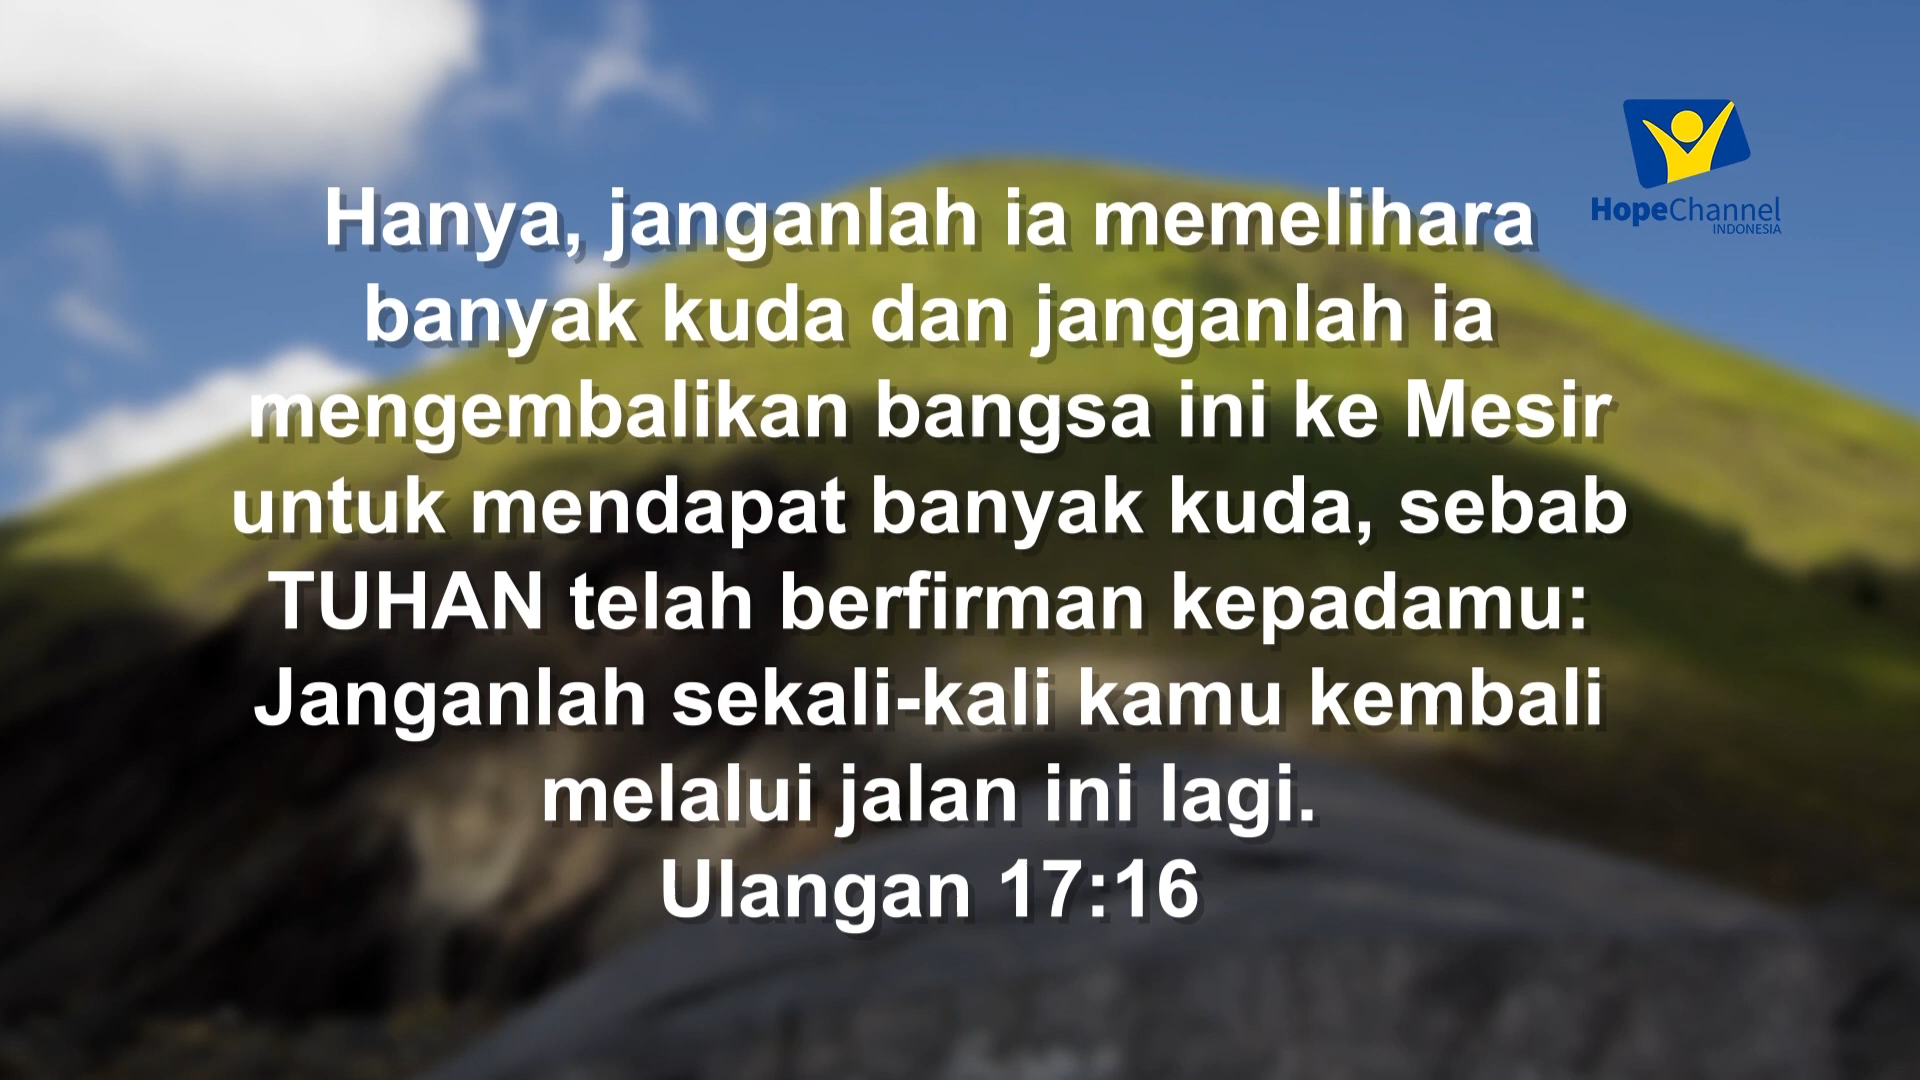 HopeChannel
INDONESIA
Hanya, janganlah ia memelihara
banyak kuda dan janganlah ia
mengembalikan bangsa ini ke Mesir
untuk mendapat banyak kuda, sebab
TUHAN telah berfirman kepadamu:
Janganlah sekali-kali kamu kembali
melalui jalan ini lagi.
Ulangan 17:16